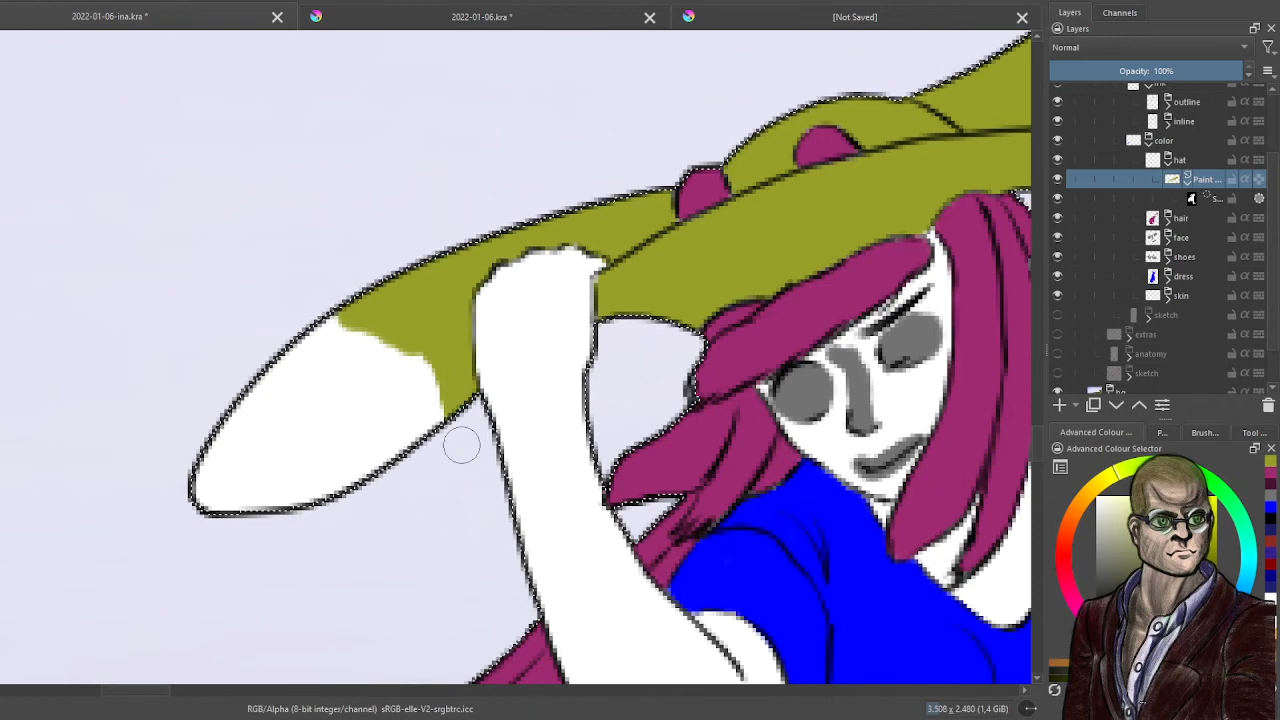 2022-01-06-ina.kra *
2022-01-06.kra *
[Not Saved]
Layers
Channels
Layers
Normal
Opacity: 100%
outline
inline
color
hat
Paint ...
S...
hair
face
shoes
dress
skin
sketch
extras
anatomy
sketch
Advanced Colour ...
P...
Brush...
Tool ...
Advanced Colour Selector
RGB/Alpha (8-bit integer/channel) sRGB-elle-V2-srgbtrc.icc
3.508 x 2.480 (1,4 GiB)